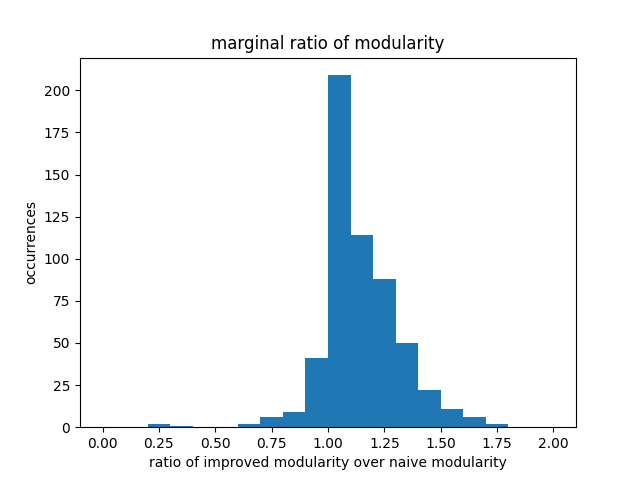 marginal ratio of modularity
occurrences
200
175
150
125
100
75
50
25
0
0.00 0.25 0.50 0.75 1.00 1.25 1.50 1.75 2.00
ratio of improved modularity over naive modularity